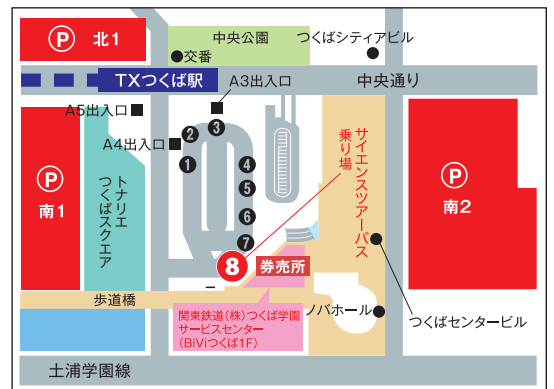 P 北1
中央公園
つくばシティアビル
交番
TXつくば駅
A3出入口
中央通り
A5出入口
A4出入口
2
3
1
4
5
6
7
8
P
南1
トナリエ
つくばスクエア
サイエンスツアーバス
乗り場
P
南2
券売所
歩道橋
関東鉄道(株)つくば学園
サービスセンター
(BiViつくば1F)
ノバホール
つくばセンタービル
土浦学園線